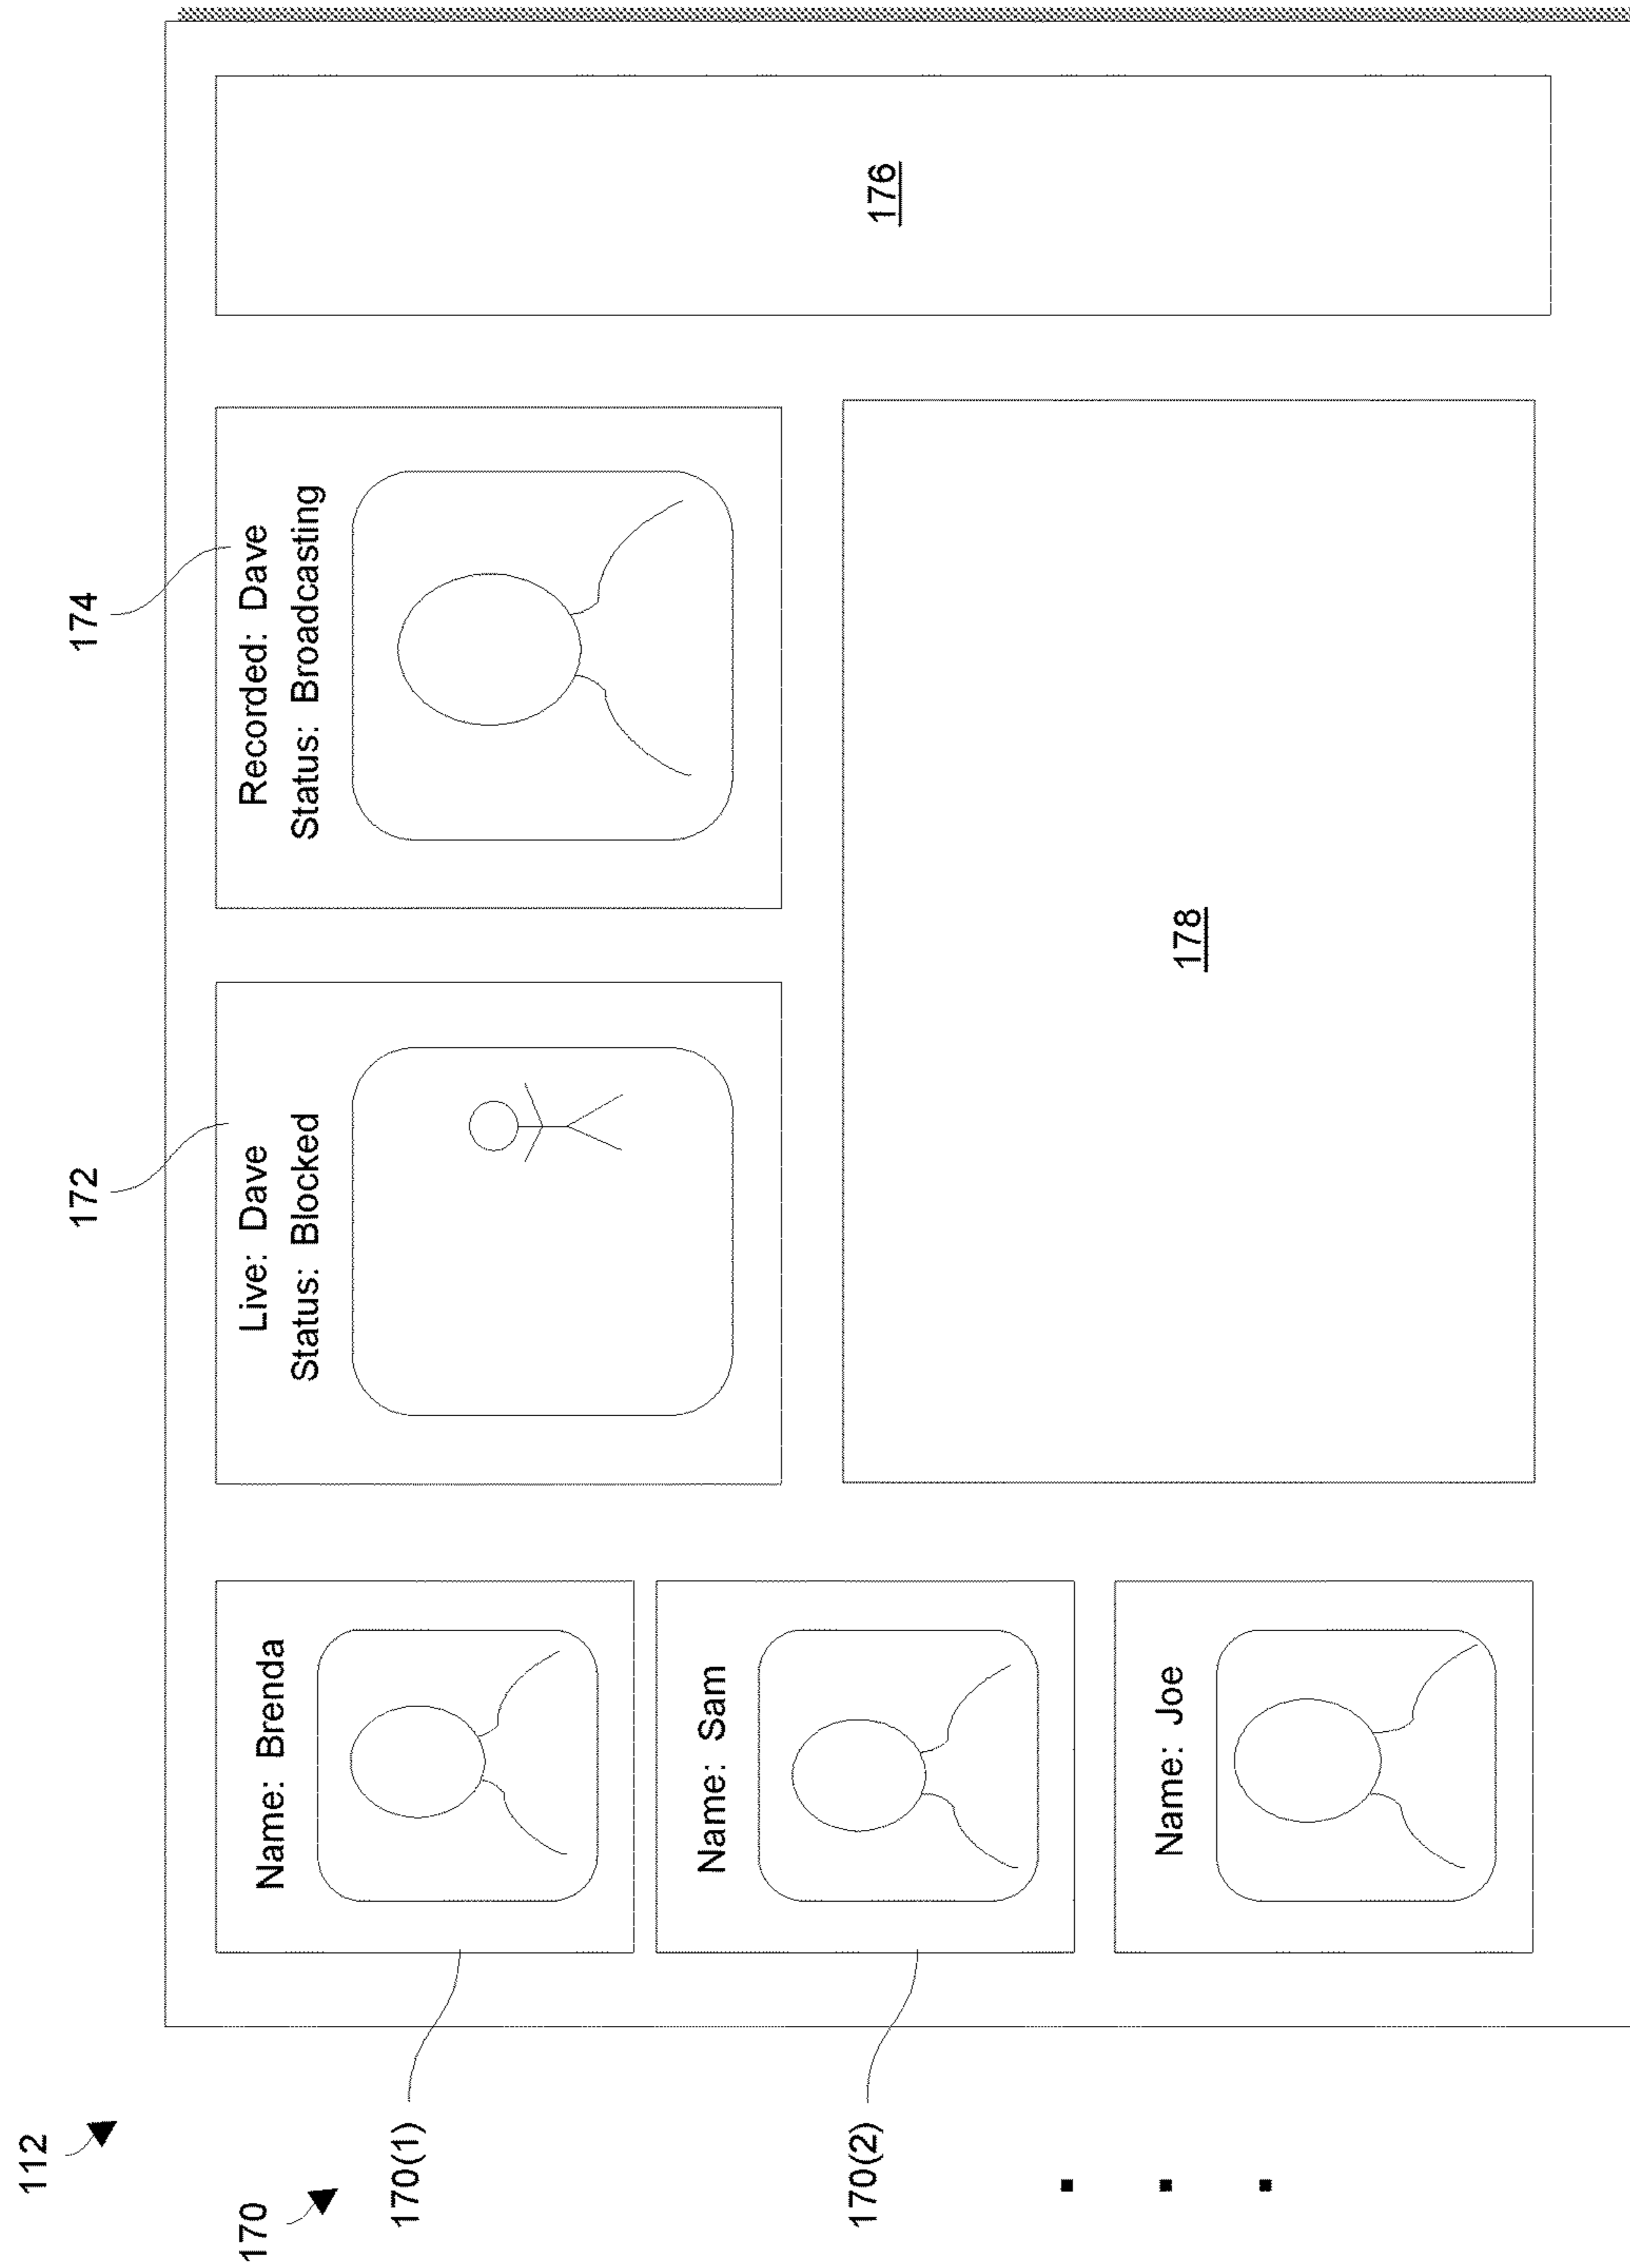 112
170
170(1)
Name: Brenda
170(2)
Name: Sam
Name: Joe
172
Live: Dave
Status: Blocked
174
Recorded: Dave
Status: Broadcasting
178
176